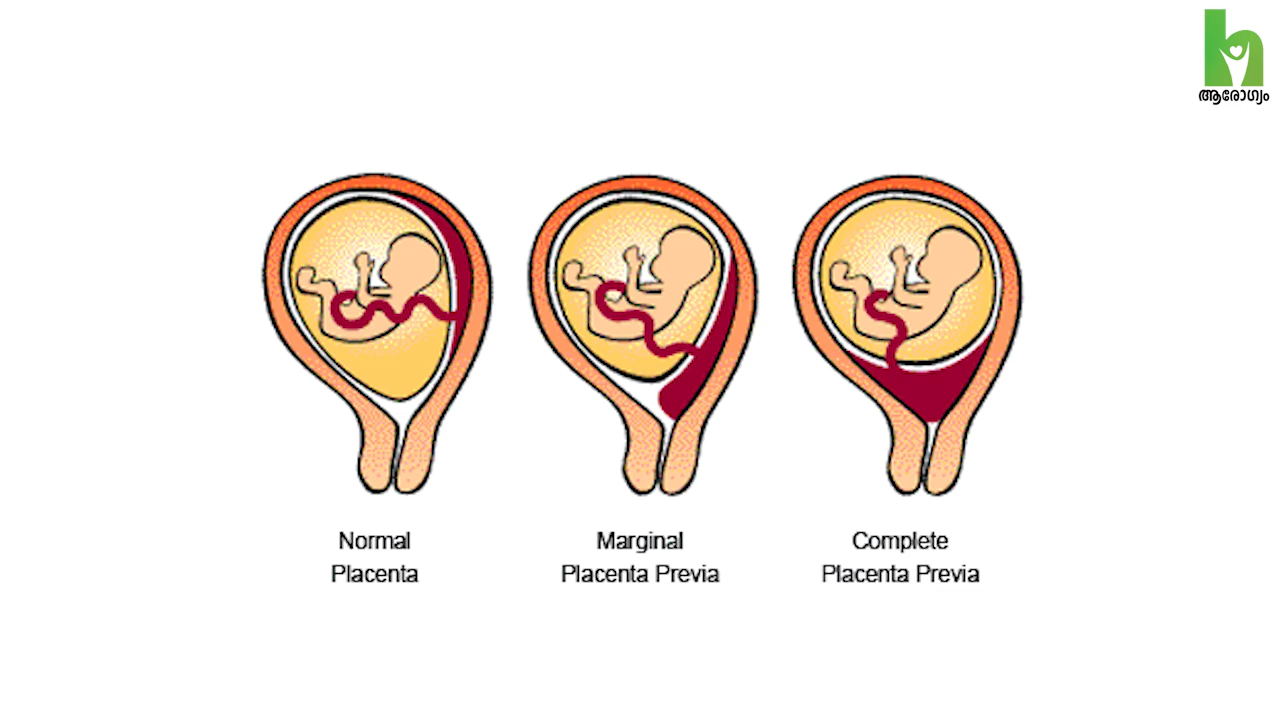 ആരോഗ്യം
Normal
Placenta
Marginal
Placenta Previa
Complete
Placenta Previa